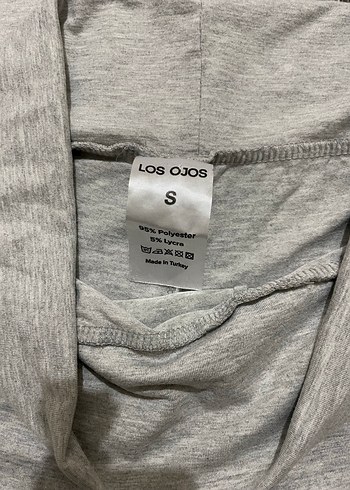 LOS OJOS
S
95% Polyester
5% Lycra
Made in Turkey